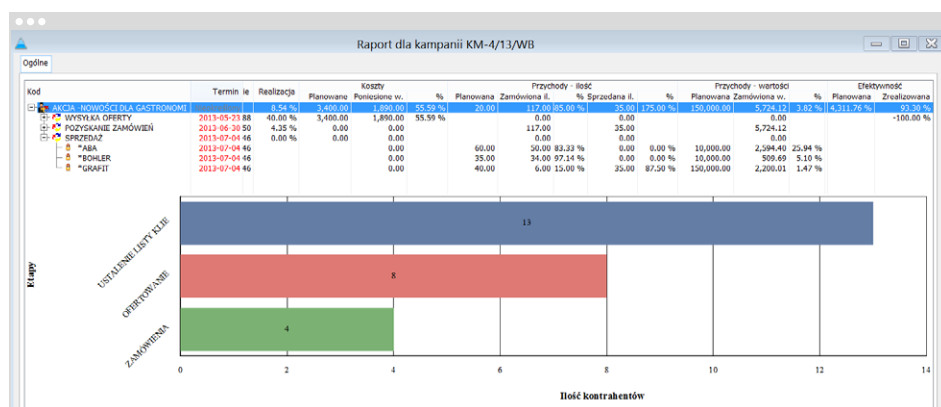 Raport dla kampanii KM-4/13/WB
Ogólne
Kod Termin ie Realizacja Koszty Przychody - ilość Przychody - wartości Efektywność
Planowane Poniesione w. % Planowana Zamówiona il. % Sprzedana il. % Planowana Zamówiona w. % Planowana Zrealizowana
AKCJA -NOWOŚCI DLA GASTRONOMI 8.54 % 3,400.00 1,890.00 55.59 % 20.00 117.00 85.00 % 35.00 175.00 % 150,000.00 5,724.12 3.82 % 4,311.76 % 93.30 %
WYSYŁKA OFERTY 2013-05-23 88 40.00 % 3,400.00 1,890.00 55.59 % 0.00 0.00 0.00 -100.00 %
POZYSKANIE ZAMÓWIEŃ 2013-06-30 50 4.35 % 0.00 0.00 117.00 35.00 5,724.12
SPRZEDAŻ 2013-07-04 46 0.00 % 0.00 0.00 0.00 0.00 0.00
*ABA 2013-07-04 46 0.00 60.00 50.00 83.33 % 0.00 0.00 % 10,000.00 2,594.40 25.94 %
*BOHLER 2013-07-04 46 0.00 35.00 34.00 97.14 % 0.00 0.00 % 10,000.00 509.69 5.10 %
*GRAFIT 2013-07-04 46 0.00 40.00 6.00 15.00 % 35.00 87.50 % 150,000.00 2,200.01 1.47 %
Etapy
USTALENIE LISTY KLIE 13
OFERTOWANIE 8
ZAMÓWIENIA 4
0 2 4 6 8 10 12 14
Ilość kontrahentów